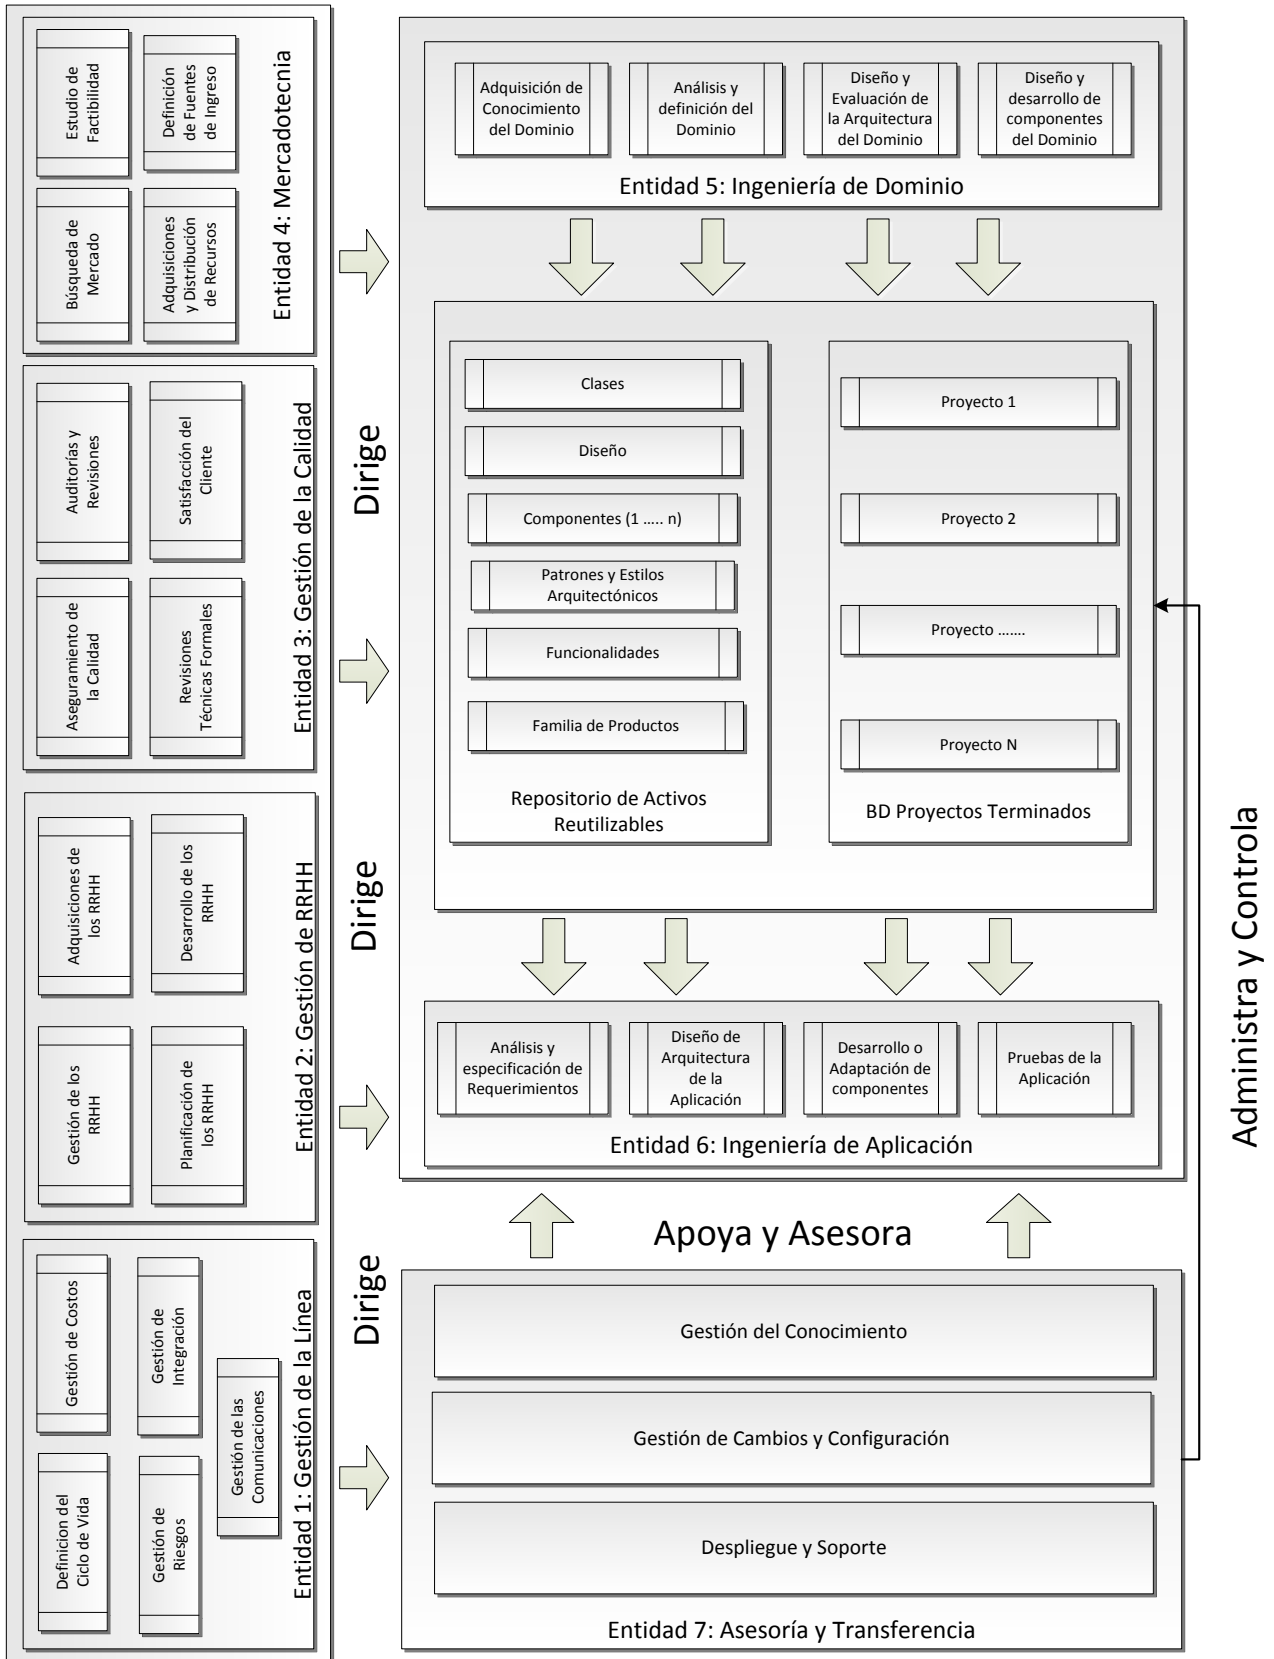 Estudio de
Factibilidad
Definición
de Fuentes
de Ingreso
Búsqueda de
Mercado
Adquisiciones
y Distribución
de Recursos
Entidad 4: Mercadotecnia
Auditorías y
Revisiones
Satisfacción del
Cliente
Aseguramiento de
la Calidad
Revisiones
Técnicas Formales
Entidad 3: Gestión de la Calidad
Adquisiciones de
los RRHH
Desarrollo de los
RRHH
Gestión de los
RRHH
Planificación de
los RRHH
Entidad 2: Gestión de RRHH
Gestión de Costos
Gestión de
Integración
Definicion del
Ciclo de Vida
Gestión de
Riesgos
Gestión de las
Comunicaciones
Entidad 1: Gestión de la Línea
Dirige
Dirige
Dirige
Adquisición de
Conocimiento
del Dominio
Análisis y
definición del
Dominio
Diseño y
Evaluación de
la Arquitectura
del Dominio
Diseño y
desarrollo de
componentes
del Dominio
Entidad 5: Ingeniería de Dominio
Clases
Diseño
Componentes (1 ..... n)
Patrones y Estilos
Arquitectónicos
Funcionalidades
Familia de Productos
Repositorio de Activos
Reutilizables
Proyecto 1
Proyecto 2
Proyecto .......
Proyecto N
BD Proyectos Terminados
Análisis y
especificación de
Requerimientos
Diseño de
Arquitectura
de la
Aplicación
Desarrollo o
Adaptación de
componentes
Pruebas de la
Aplicación
Entidad 6: Ingeniería de Aplicación
Apoya y Asesora
Gestión del Conocimiento
Gestión de Cambios y Configuración
Despliegue y Soporte
Entidad 7: Asesoría y Transferencia
Administra y Controla